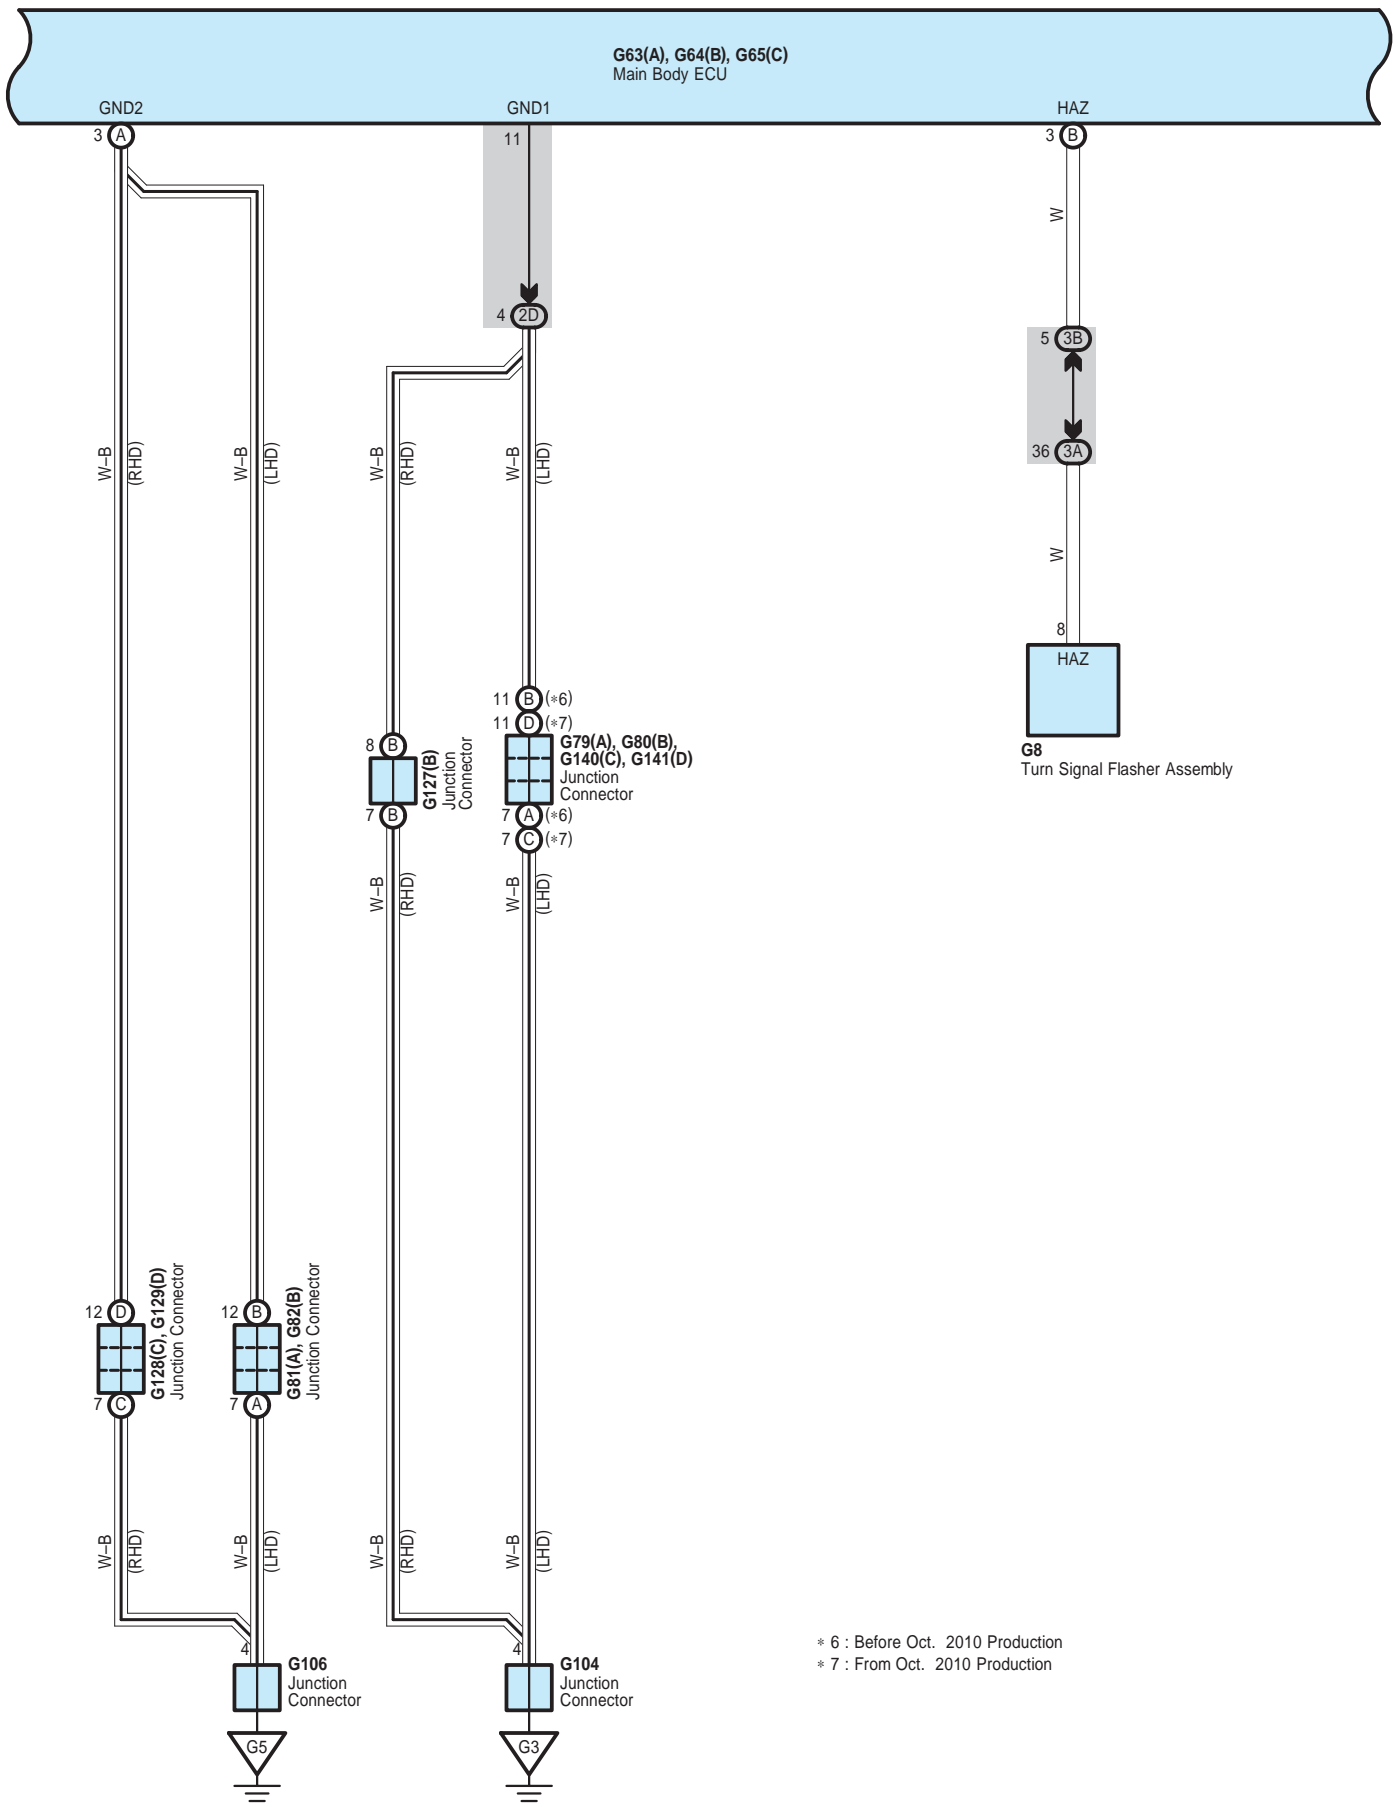 G63(A), G64(B), G65(C)
Main Body ECU
GND2
GND1
HAZ
3 A
11
3 B
W
4 2D
5 3B
36 3A
W–B
(RHD)
W–B
(LHD)
W–B
(RHD)
W–B
(LHD)
W
8
HAZ
G8
Turn Signal Flasher Assembly
11 B (∗6)
11 D (∗7)
G79(A), G80(B),
G140(C), G141(D)
Junction
Connector
7 A (∗6)
7 C (∗7)
8 B
G127(B)
Junction
Connector
7 B
W–B
(RHD)
W–B
(LHD)
12 D
G128(C), G129(D)
Junction Connector
7 C
12 B
G81(A), G82(B)
Junction Connector
7 A
W–B
(RHD)
W–B
(LHD)
W–B
(RHD)
W–B
(LHD)
4
G106
Junction
Connector
G5
4
G104
Junction
Connector
G3
∗ 6 : Before Oct. 2010 Production
∗ 7 : From Oct. 2010 Production